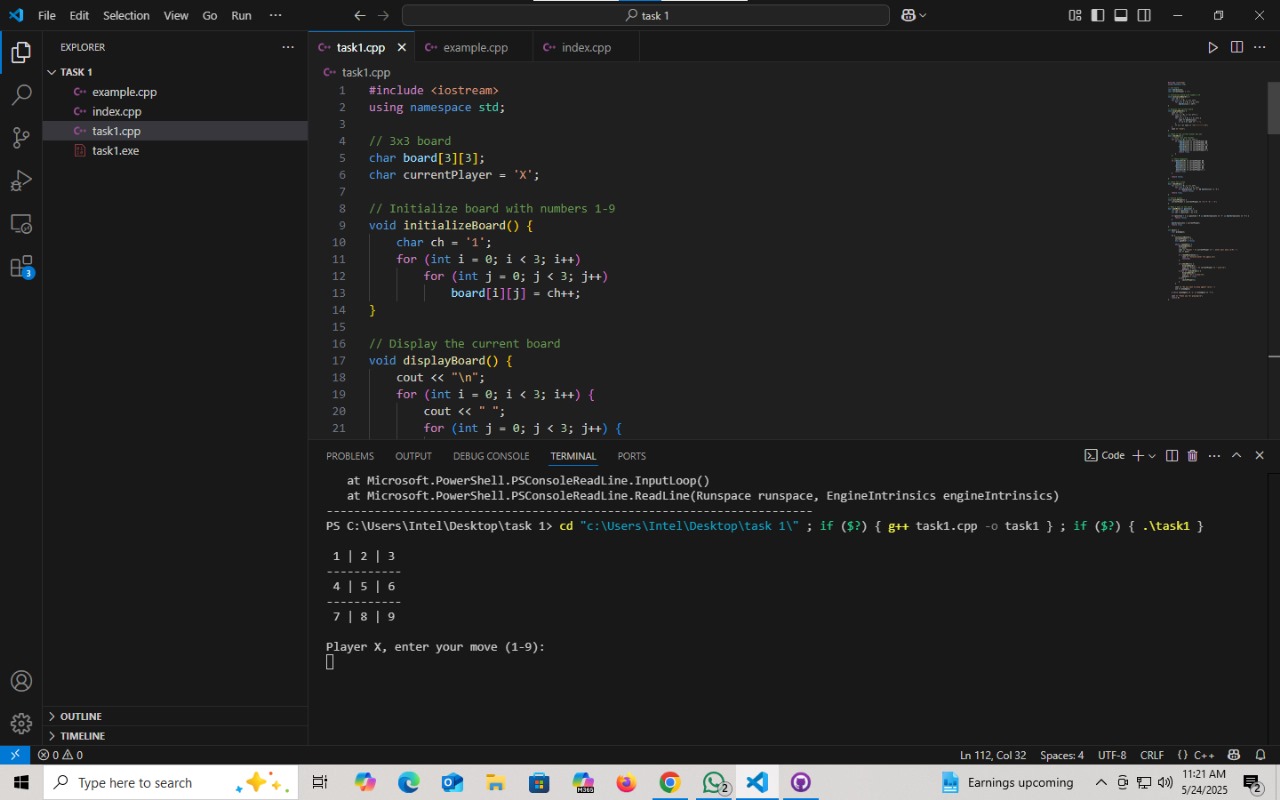 File Edit Selection View Go Run ···
task 1
EXPLORER
TASK 1
C++ example.cpp
C++ index.cpp
C++ task1.cpp
task1.exe
OUTLINE
TIMELINE
3
C++ task1.cpp
C++ example.cpp
C++ index.cpp
C++ task1.cpp
1 #include <iostream>
2 using namespace std;
3
4 // 3x3 board
5 char board[3][3];
6 char currentPlayer = 'X';
7
8 // Initialize board with numbers 1-9
9 void initializeBoard() {
10 char ch = '1';
11 for (int i = 0; i < 3; i++)
12 for (int j = 0; j < 3; j++)
13 board[i][j] = ch++;
14 }
15
16 // Display the current board
17 void displayBoard() {
18 cout << "\n";
19 for (int i = 0; i < 3; i++) {
20 cout << " ";
21 for (int j = 0; j < 3; j++) {
PROBLEMS OUTPUT DEBUG CONSOLE TERMINAL PORTS
Code
at Microsoft.PowerShell.PSConsoleReadLine.InputLoop()
at Microsoft.PowerShell.PSConsoleReadLine.ReadLine(Runspace runspace, EngineIntrinsics engineIntrinsics)
-----------------------------------------------------------------------
PS C:\Users\Intel\Desktop\task 1> cd "c:\Users\Intel\Desktop\task 1\" ; if ($?) { g++ task1.cpp -o task1 } ; if ($?) { .\task1 }
1 | 2 | 3
-----------
4 | 5 | 6
-----------
7 | 8 | 9
Player X, enter your move (1-9):
0 0
Ln 112, Col 32 Spaces: 4 UTF-8 CRLF {} C++
Type here to search
M365
2
Earnings upcoming
11:21 AM
5/24/2025
2